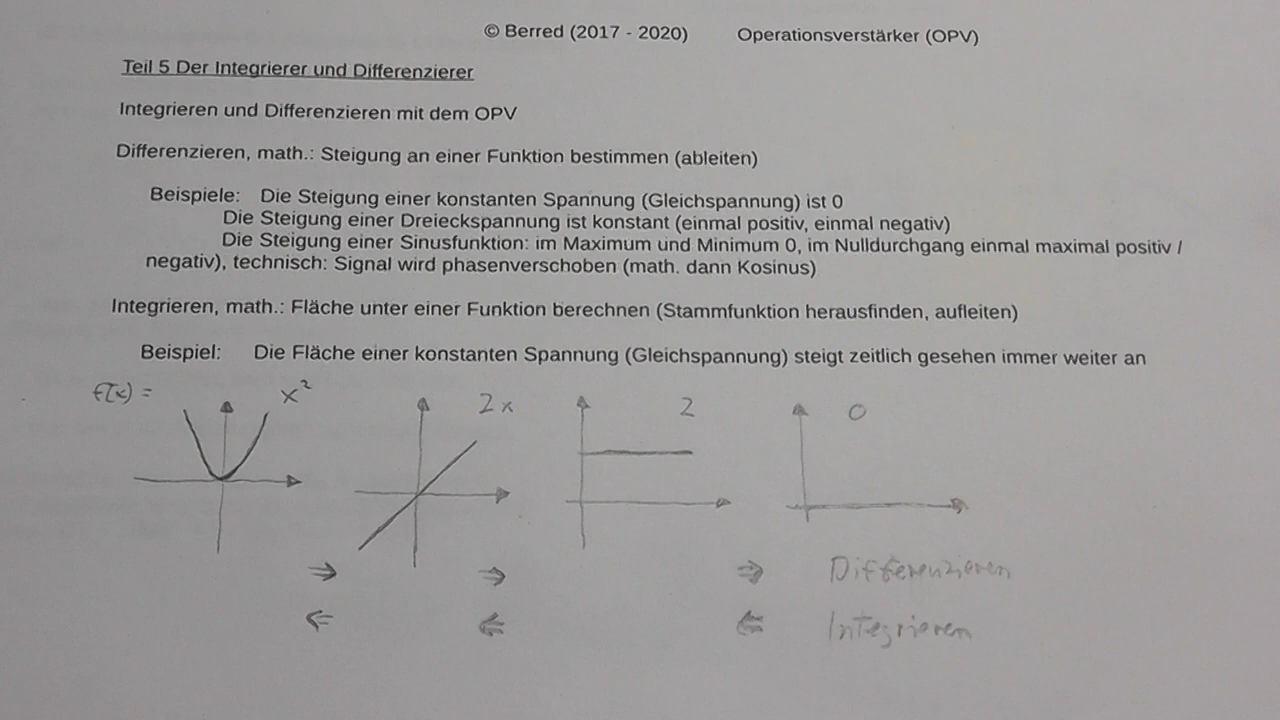 © Berred (2017 - 2020) Operationsverstärker (OPV)
Teil 5 Der Integrierer und Differenzierer
Integrieren und Differenzieren mit dem OPV
Differenzieren, math.: Steigung an einer Funktion bestimmen (ableiten)
Beispiele: Die Steigung einer konstanten Spannung (Gleichspannung) ist 0
Die Steigung einer Dreieckspannung ist konstant (einmal positiv, einmal negativ)
Die Steigung einer Sinusfunktion: im Maximum und Minimum 0, im Nulldurchgang einmal maximal positiv /
negativ), technisch: Signal wird phasenverschoben (math. dann Kosinus)
Integrieren, math.: Fläche unter einer Funktion berechnen (Stammfunktion herausfinden, aufleiten)
Beispiel: Die Fläche einer konstanten Spannung (Gleichspannung) steigt zeitlich gesehen immer weiter an
f(x) = x² 2x 2 0
⇒ ⇒ ⇒ Differenzieren
⇐ ⇐ ⇐ Integrieren